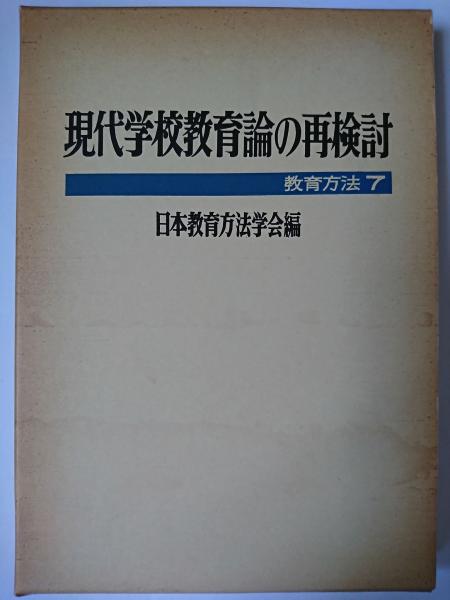 現代学校教育論の再検討
教育方法 7
日本教育方法学会編